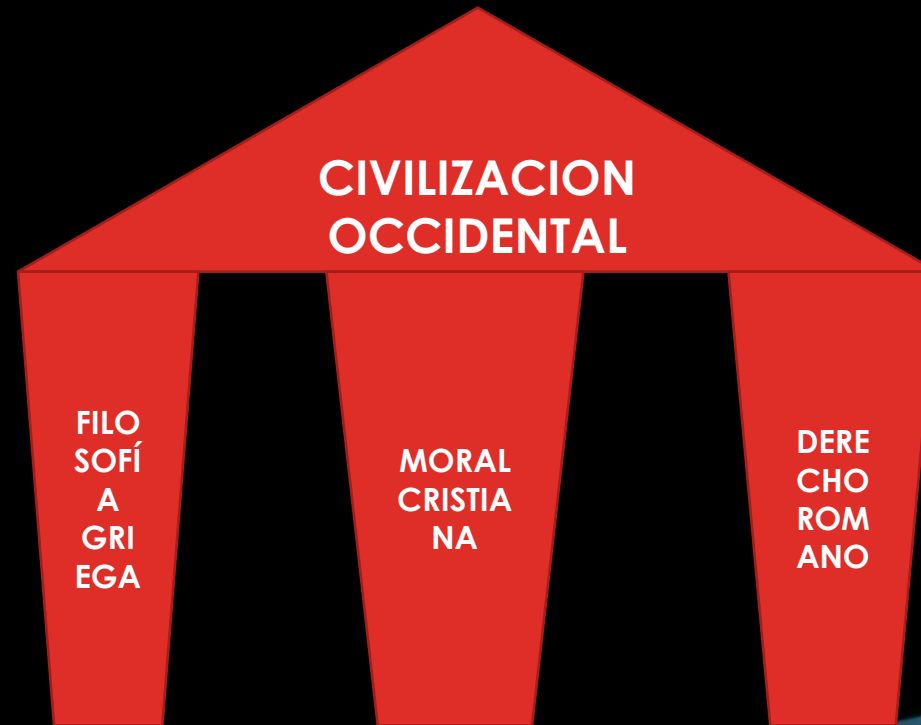 CIVILIZACION
OCCIDENTAL
FILO
SOFÍ
A
GRI
EGA
MORAL
CRISTIA
NA
DERE
CHO
ROM
ANO